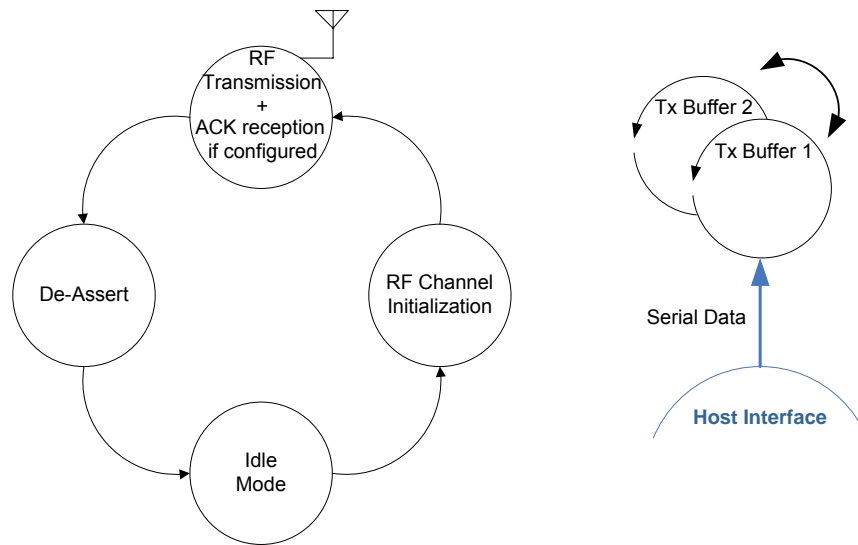 RF
Transmission
+
ACK reception
if configured
De-Assert
RF Channel
Initialization
Idle
Mode
Tx Buffer 2
Tx Buffer 1
Serial Data
Host Interface